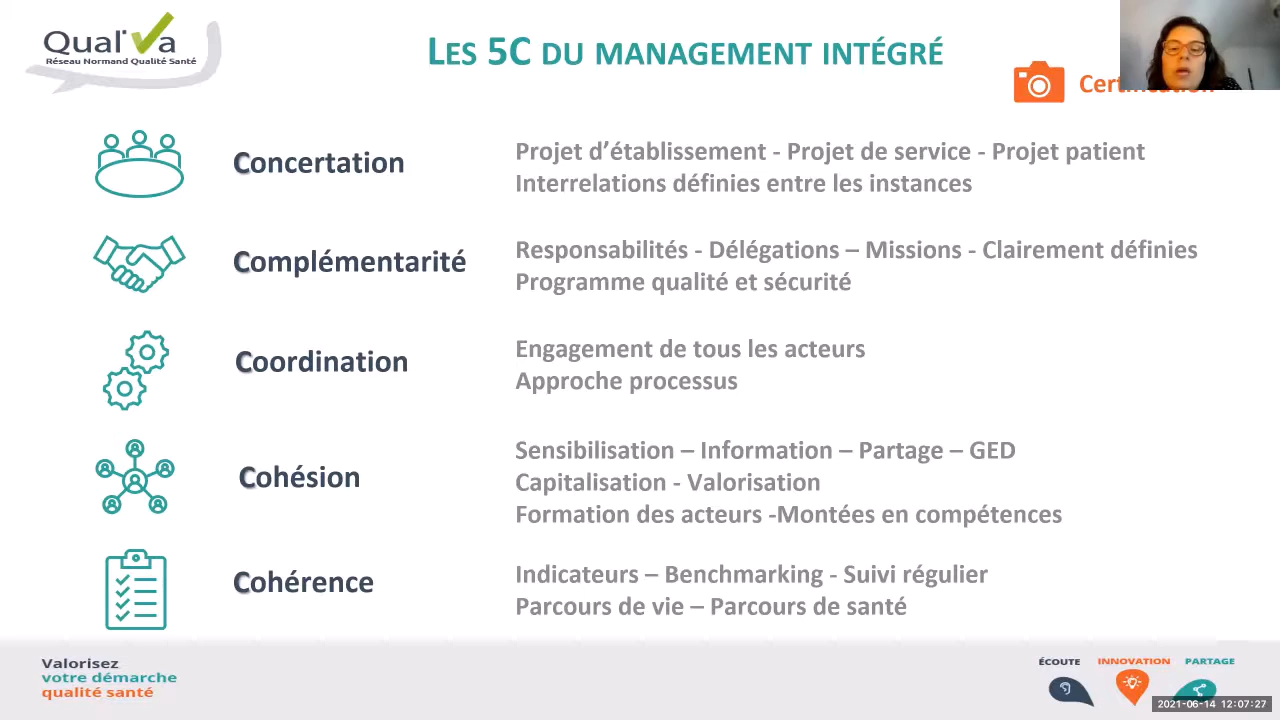 Qual'Va
Réseau Normand Qualité Santé
LES 5C DU MANAGEMENT INTÉGRÉ
Concertation
Projet d’établissement - Projet de service - Projet patient
Interrelations définies entre les instances
Complémentarité
Responsabilités - Délégations – Missions - Clairement définies
Programme qualité et sécurité
Coordination
Engagement de tous les acteurs
Approche processus
Cohésion
Sensibilisation – Information – Partage – GED
Capitalisation - Valorisation
Formation des acteurs -Montées en compétences
Cohérence
Indicateurs – Benchmarking - Suivi régulier
Parcours de vie – Parcours de santé
Valorisez
votre démarche
qualité santé
ÉCOUTE INNOVATION PARTAGE
2021-06-14 12:07:27